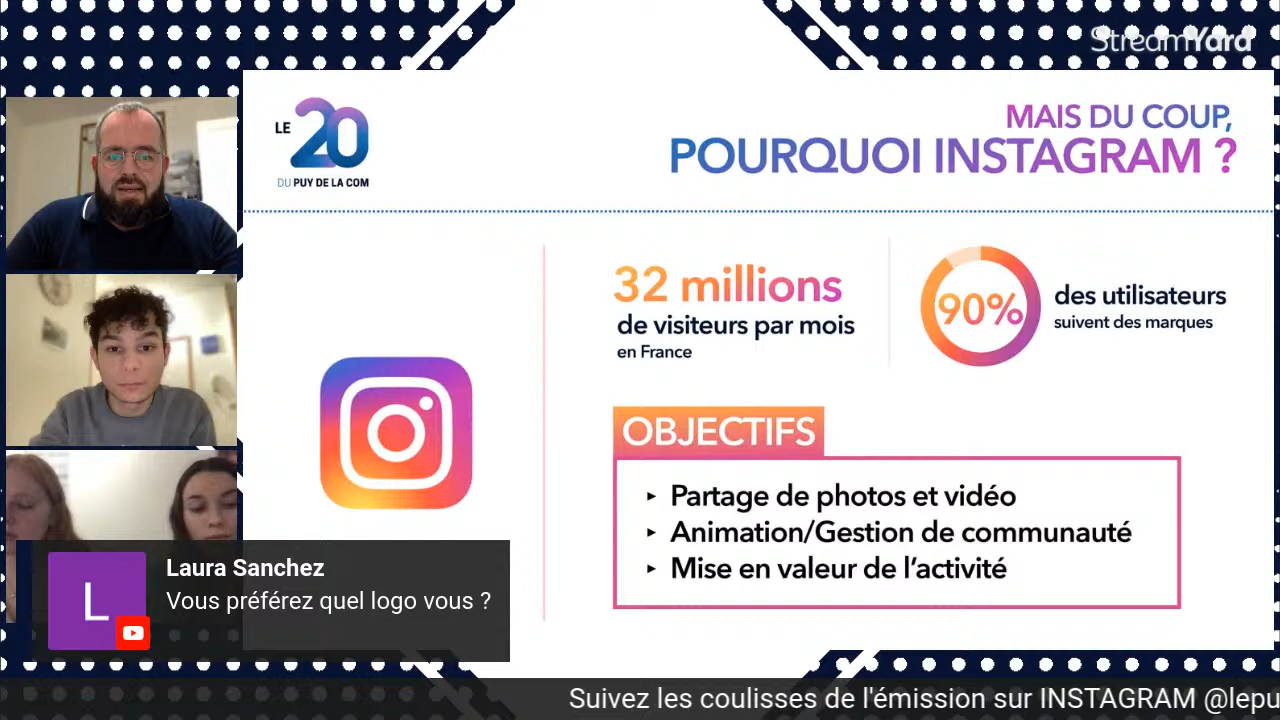 StreamYard
LE 20
DU PUY DE LA COM
MAIS DU COUP,
POURQUOI INSTAGRAM ?
32 millions
de visiteurs par mois
en France
90%
des utilisateurs
suivent des marques
OBJECTIFS
‣ Partage de photos et vidéo
‣ Animation/Gestion de communauté
‣ Mise en valeur de l’activité
L
Laura Sanchez
Vous préférez quel logo vous ?
Suivez les coulisses de l'émission sur INSTAGRAM @lepu